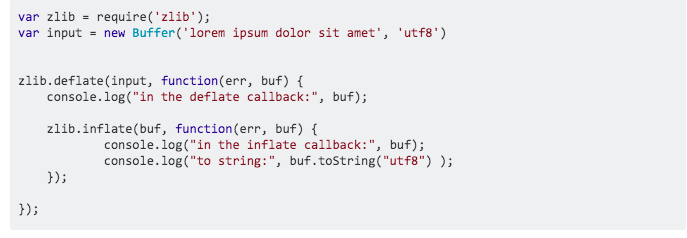 var zlib = require('zlib');
var input = new Buffer('lorem ipsum dolor sit amet', 'utf8')
zlib.deflate(input, function(err, buf) {
    console.log("in the deflate callback:", buf);
    zlib.inflate(buf, function(err, buf) {
            console.log("in the inflate callback:", buf);
            console.log("to string:", buf.toString("utf8") );
    });
});